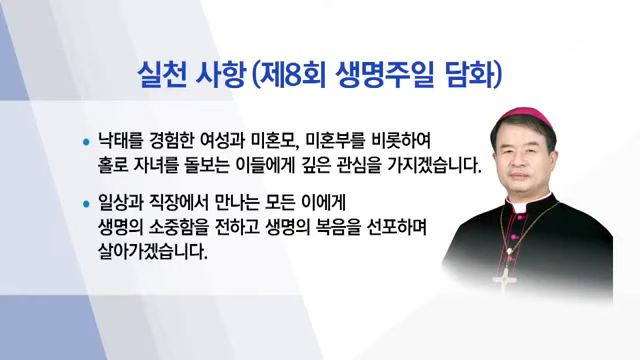 실천 사항(제8회 생명주일 담화)
• 낙태를 경험한 여성과 미혼모, 미혼부를 비롯하여
홀로 자녀를 돌보는 이들에게 깊은 관심을 가지겠습니다.
• 일상과 직장에서 만나는 모든 이에게
생명의 소중함을 전하고 생명의 복음을 선포하며
살아가겠습니다.